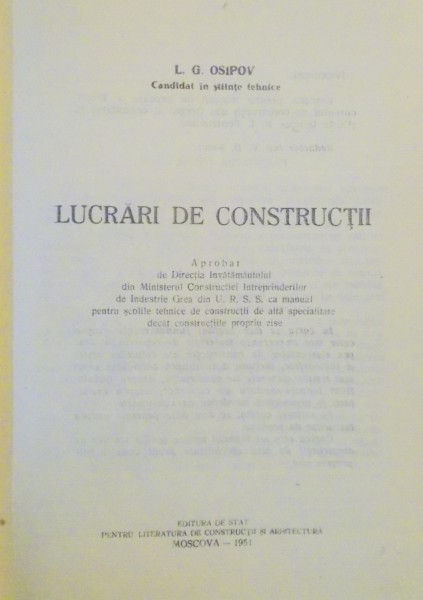 L. G. OSIPOV
Candidat în științe tehnice
LUCRĂRI DE CONSTRUCȚII
Aprobat
de Direcția Invățămîntului
din Ministerul Construcției Intreprinderilor
de Industrie Grea din U. R. S. S. ca manual
pentru școlile tehnice de construcții de altă specialitate
decât construcțiile propriu zise
EDITURA DE STAT
PENTRU LITERATURA DE CONSTRUCȚII ȘI ARHITECTURĂ
MOSCOVA — 1951